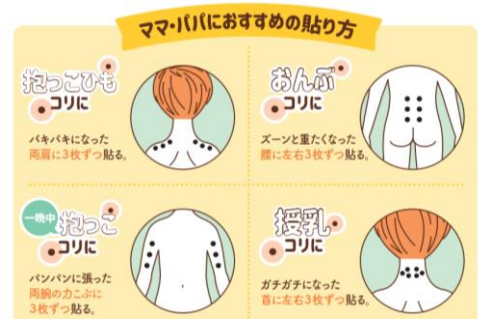 ママ・パパにおすすめの貼り方
抱っこひも
コリに
バキバキになった
両肩に3枚ずつ貼る。
おんぶ
コリに
ズーンと重たくなった
腰に左右3枚ずつ貼る。
一晩中
抱っこ
コリに
パンパンに張った
両腕の力こぶに
3枚ずつ貼る。
授乳
コリに
ガチガチになった
首に左右3枚ずつ貼る。